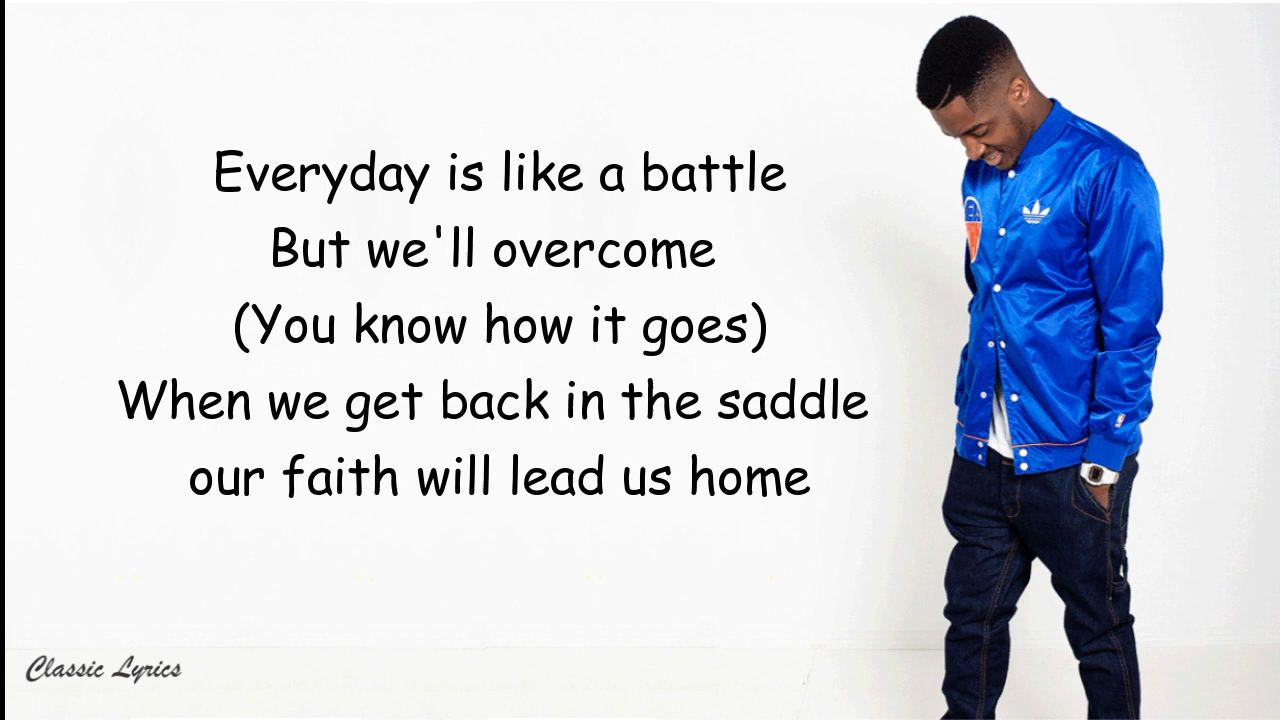 Everyday is like a battle
But we'll overcome
(You know how it goes)
When we get back in the saddle
our faith will lead us home
Classic Lyrics